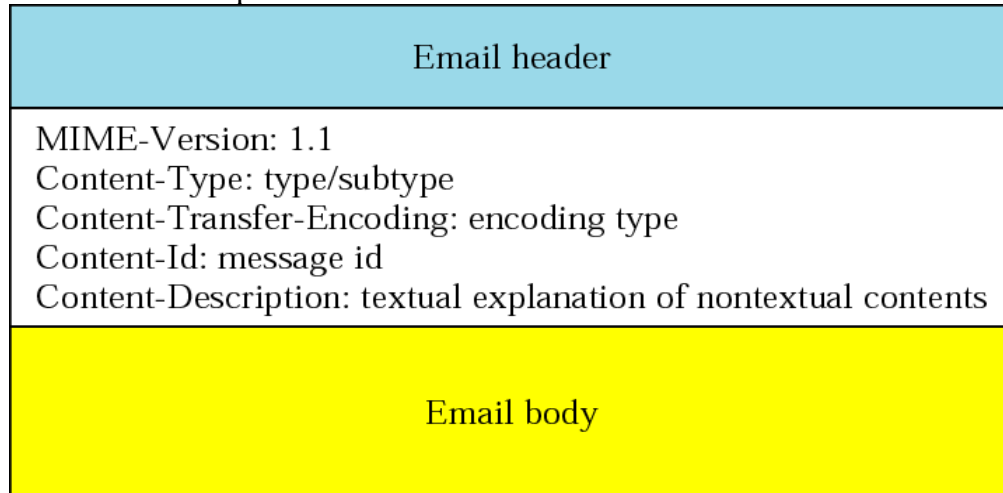 Email header
MIME-Version: 1.1
Content-Type: type/subtype
Content-Transfer-Encoding: encoding type
Content-Id: message id
Content-Description: textual explanation of nontextual contents
Email body